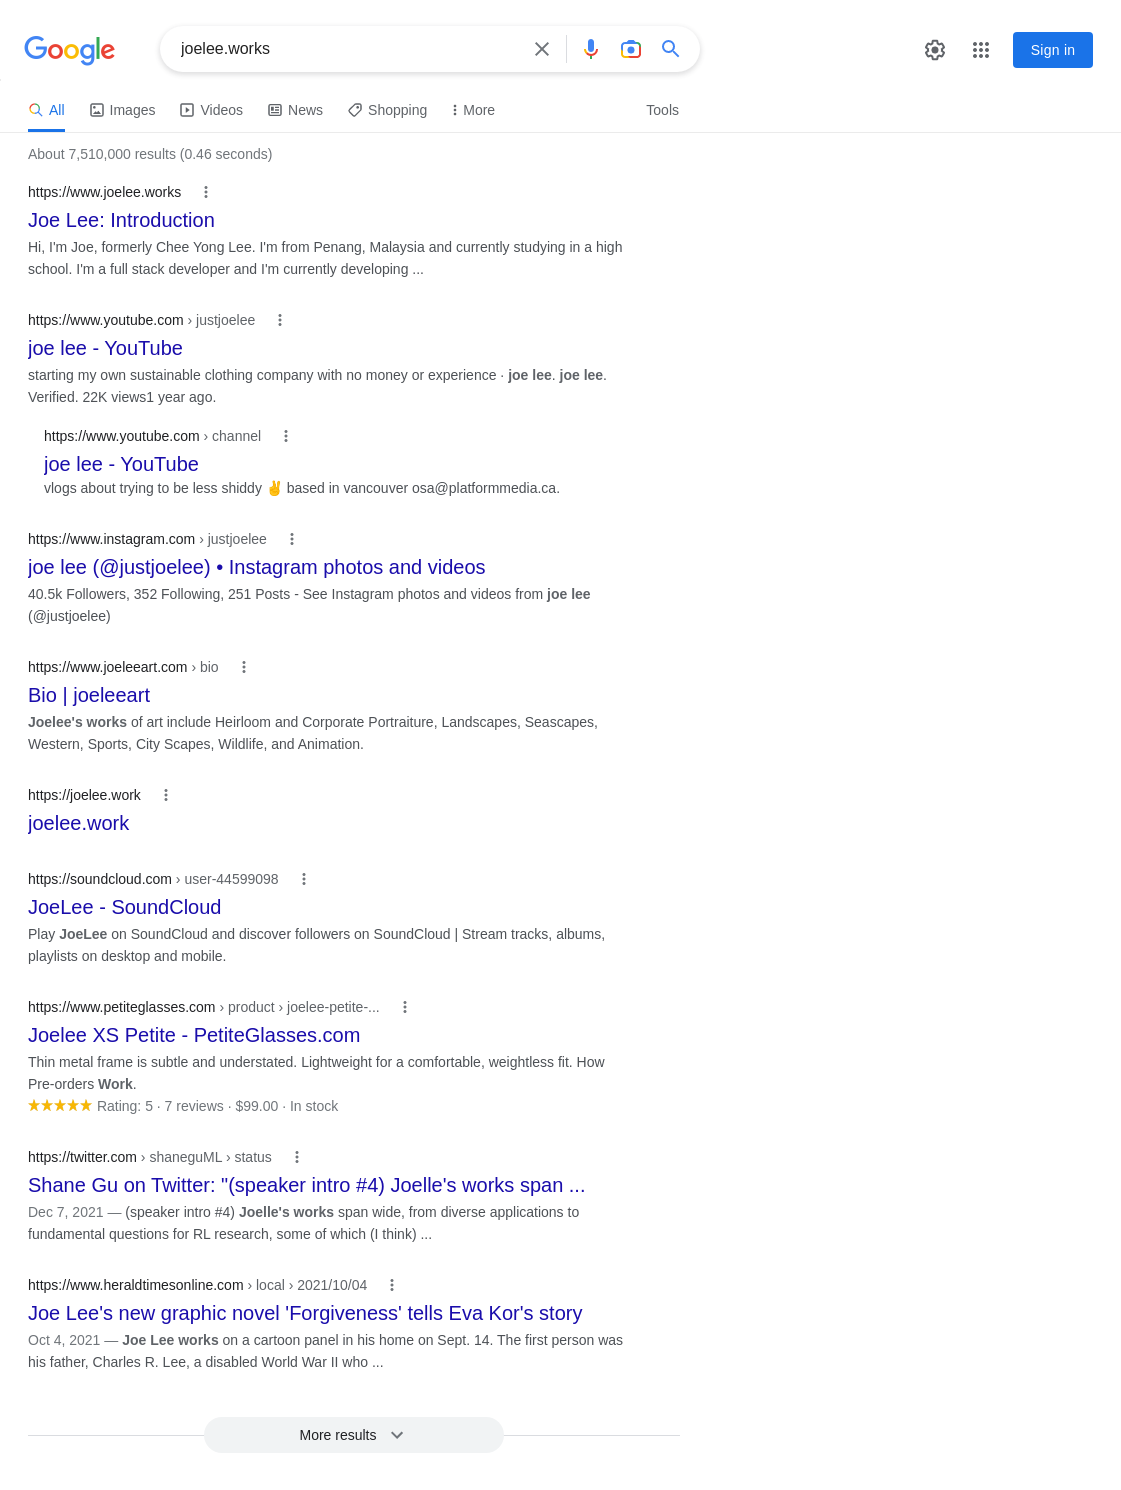 Google
joelee.works
Sign in
All Images Videos News Shopping More Tools
About 7,510,000 results (0.46 seconds)
https://www.joelee.works
Joe Lee: Introduction
Hi, I'm Joe, formerly Chee Yong Lee. I'm from Penang, Malaysia and currently studying in a high
school. I'm a full stack developer and I'm currently developing ...
https://www.youtube.com › justjoelee
joe lee - YouTube
starting my own sustainable clothing company with no money or experience · joe lee. joe lee.
Verified. 22K views1 year ago.
https://www.youtube.com › channel
joe lee - YouTube
vlogs about trying to be less shiddy ✌ based in vancouver osa@platformmedia.ca.
https://www.instagram.com › justjoelee
joe lee (@justjoelee) • Instagram photos and videos
40.5k Followers, 352 Following, 251 Posts - See Instagram photos and videos from joe lee
(@justjoelee)
https://www.joeleeart.com › bio
Bio | joeleeart
Joelee's works of art include Heirloom and Corporate Portraiture, Landscapes, Seascapes,
Western, Sports, City Scapes, Wildlife, and Animation.
https://joelee.work
joelee.work
https://soundcloud.com › user-44599098
JoeLee - SoundCloud
Play JoeLee on SoundCloud and discover followers on SoundCloud | Stream tracks, albums,
playlists on desktop and mobile.
https://www.petiteglasses.com › product › joelee-petite-...
Joelee XS Petite - PetiteGlasses.com
Thin metal frame is subtle and understated. Lightweight for a comfortable, weightless fit. How
Pre-orders Work.
Rating: 5 · 7 reviews · $99.00 · In stock
https://twitter.com › shaneguML › status
Shane Gu on Twitter: "(speaker intro #4) Joelle's works span ...
Dec 7, 2021 — (speaker intro #4) Joelle's works span wide, from diverse applications to
fundamental questions for RL research, some of which (I think) ...
https://www.heraldtimesonline.com › local › 2021/10/04
Joe Lee's new graphic novel 'Forgiveness' tells Eva Kor's story
Oct 4, 2021 — Joe Lee works on a cartoon panel in his home on Sept. 14. The first person was
his father, Charles R. Lee, a disabled World War II who ...
More results